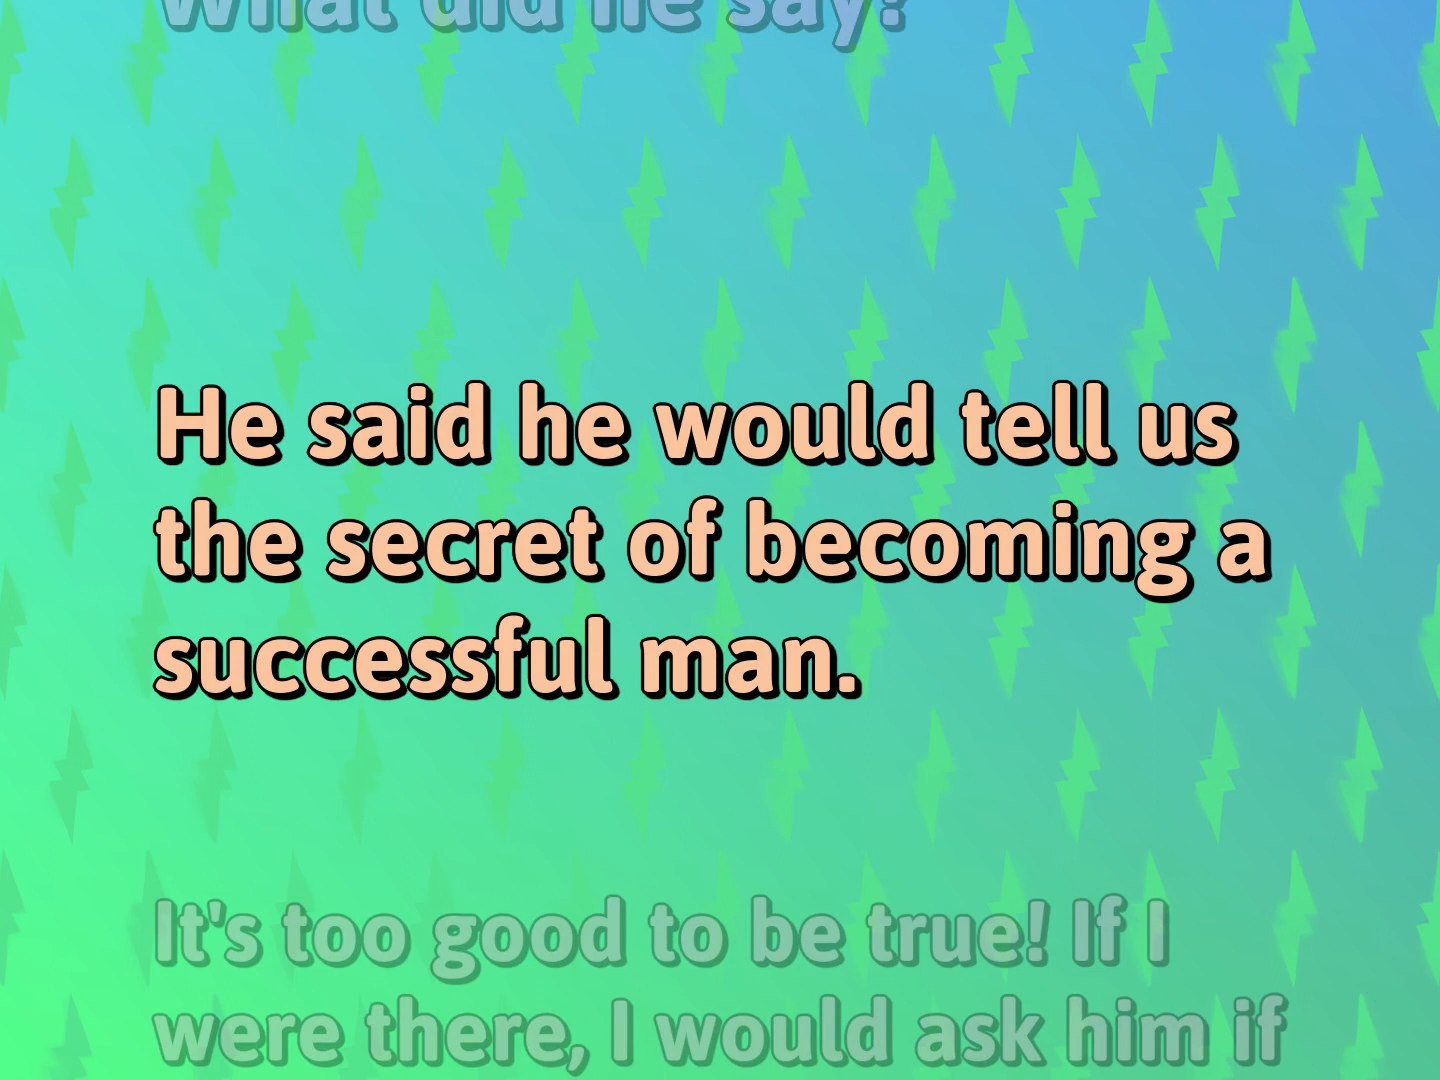 What did he say?
He said he would tell us
the secret of becoming a
successful man.
It's too good to be true! If I
were there, I would ask him if